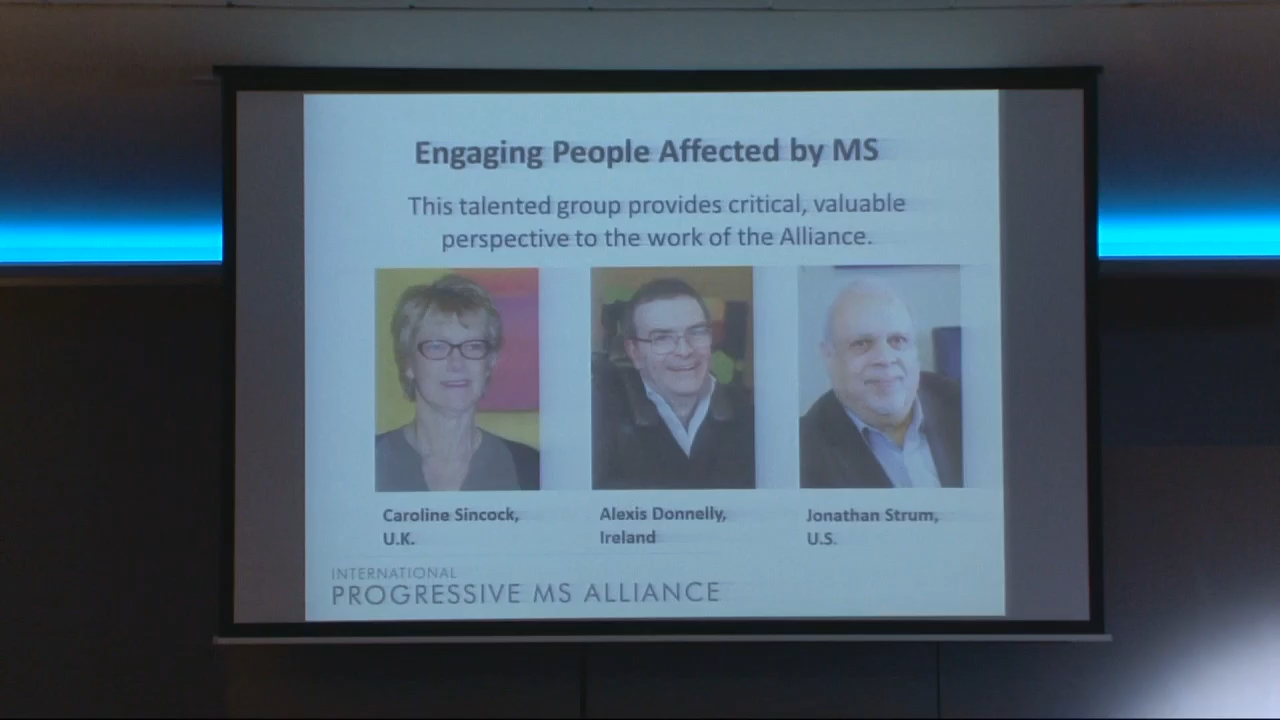 Engaging People Affected by MS
This talented group provides critical, valuable
perspective to the work of the Alliance.
Caroline Sincock,
U.K.
Alexis Donnelly,
Ireland
Jonathan Strum,
U.S.
INTERNATIONAL
PROGRESSIVE MS ALLIANCE